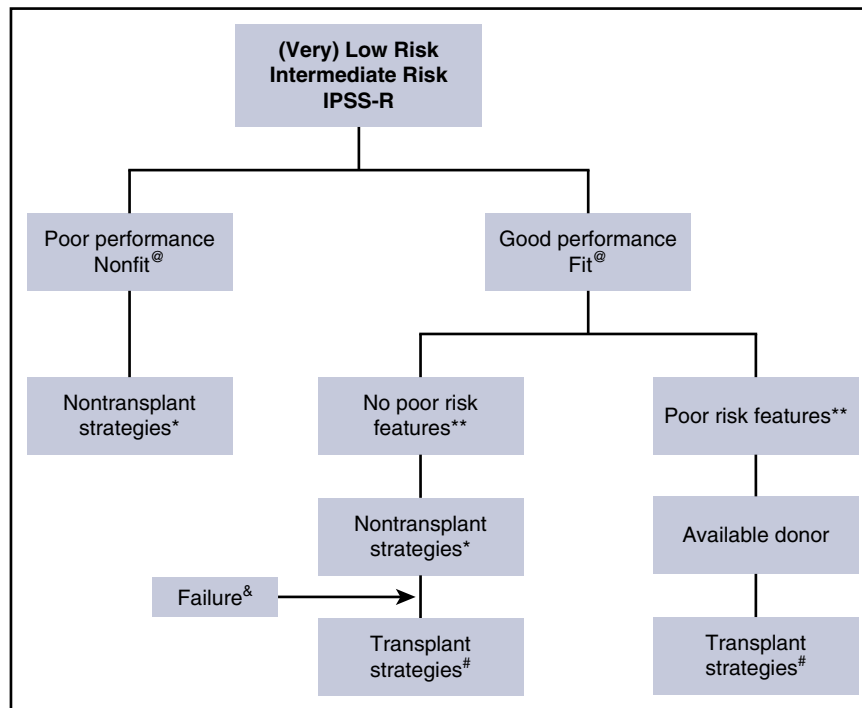 (Very) Low Risk
Intermediate Risk
IPSS-R
Poor performance
Nonfit@
Good performance
Fit@
Nontransplant
strategies*
No poor risk
features**
Poor risk features**
Nontransplant
strategies*
Available donor
Failure&
Transplant
strategies#
Transplant
strategies#